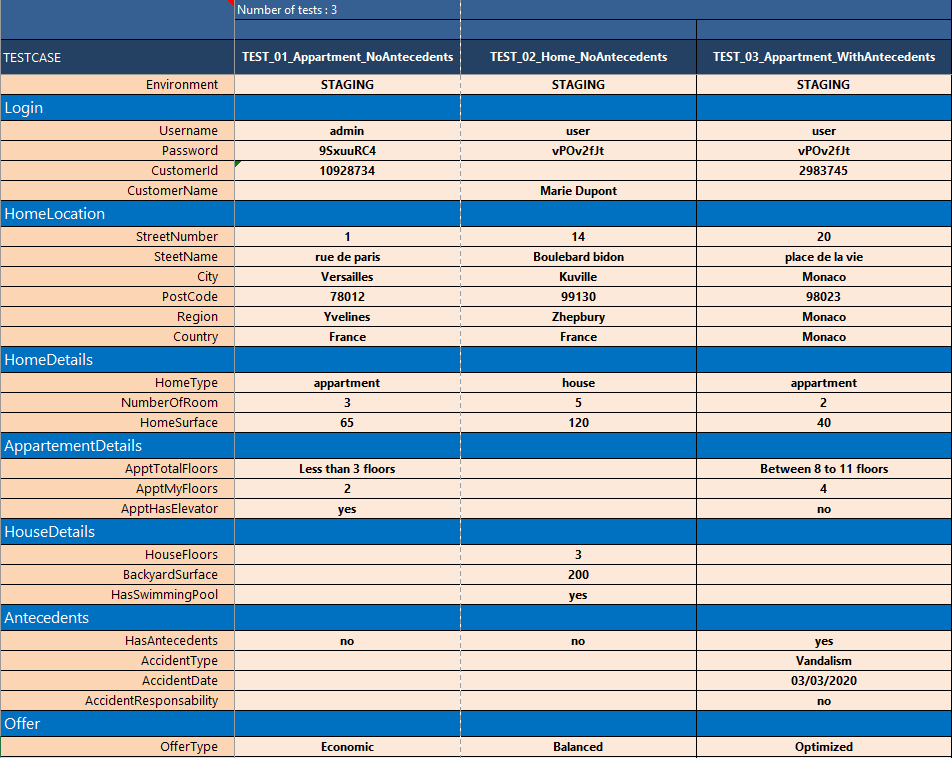 Number of tests : 3
TESTCASE TEST_01_Appartment_NoAntecedents TEST_02_Home_NoAntecedents TEST_03_Appartment_WithAntecedents
Environment STAGING STAGING STAGING
Login
Username admin user user
Password 9SxuuRC4 vPOv2fJt vPOv2fJt
CustomerId 10928734 2983745
CustomerName Marie Dupont
HomeLocation
StreetNumber 1 14 20
SteetName rue de paris Boulebard bidon place de la vie
City Versailles Kuville Monaco
PostCode 78012 99130 98023
Region Yvelines Zhepbury Monaco
Country France France Monaco
HomeDetails
HomeType appartment house appartment
NumberOfRoom 3 5 2
HomeSurface 65 120 40
AppartementDetails
ApptTotalFloors Less than 3 floors Between 8 to 11 floors
ApptMyFloors 2 4
ApptHasElevator yes no
HouseDetails
HouseFloors 3
BackyardSurface 200
HasSwimmingPool yes
Antecedents
HasAntecedents no no yes
AccidentType Vandalism
AccidentDate 03/03/2020
AccidentResponsability no
Offer
OfferType Economic Balanced Optimized